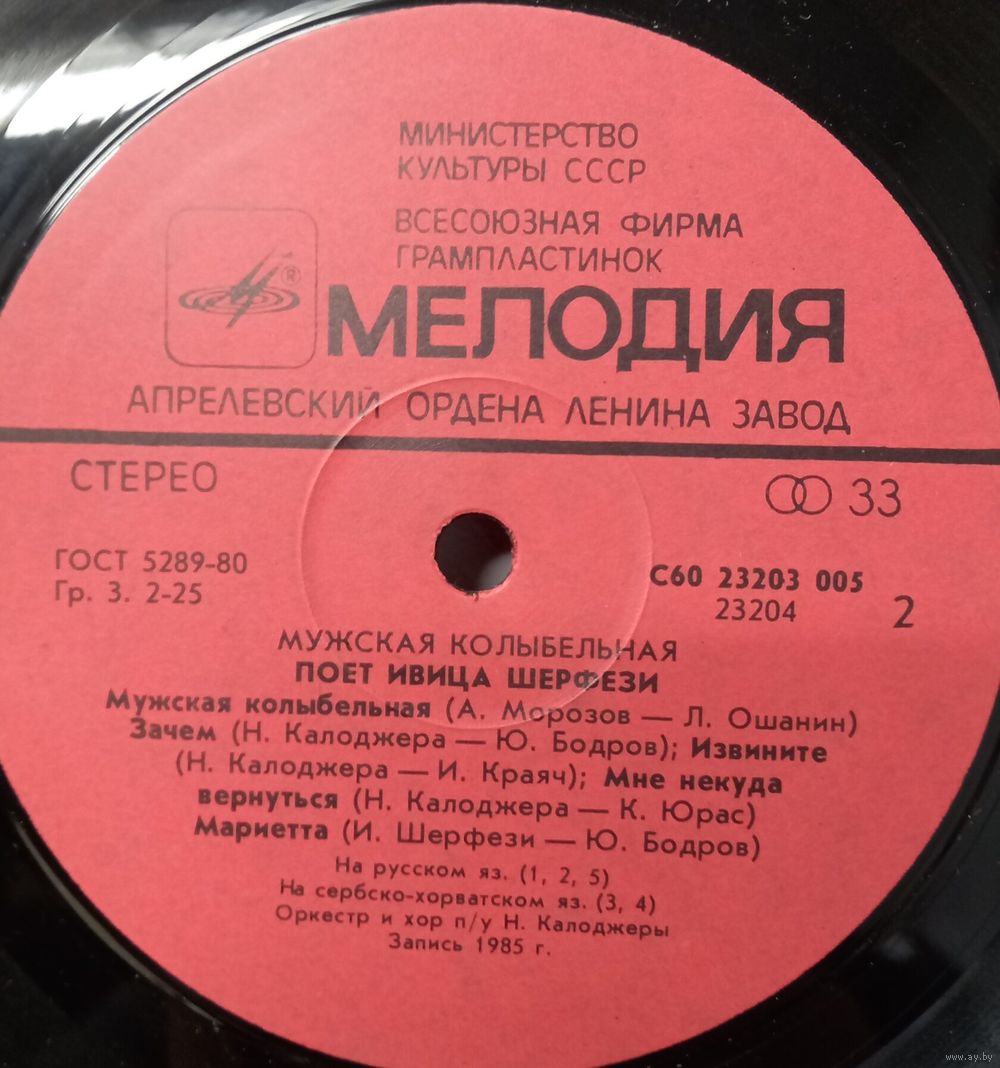 МИНИСТЕРСТВО
КУЛЬТУРЫ СССР
ВСЕСОЮЗНАЯ ФИРМА
ГРАМПЛАСТИНОК
®
МЕЛОДИЯ
АПРЕЛЕВСКИЙ ОРДЕНА ЛЕНИНА ЗАВОД
СТЕРЕО
33
ГОСТ 5289-80
Гр. 3. 2-25
С60 23203 005
23204
2
МУЖСКАЯ КОЛЫБЕЛЬНАЯ
ПОЕТ ИВИЦА ШЕРФЕЗИ
Мужская колыбельная (А. Морозов — Л. Ошанин)
Зачем (Н. Калоджера — Ю. Бодров); Извините
(Н. Калоджера — И. Краяч); Мне некуда
вернуться (Н. Калоджера — К. Юрас)
Мариетта (И. Шерфези — Ю. Бодров)
На русском яз. (1, 2, 5)
На сербско-хорватском яз. (3, 4)
Оркестр и хор п/у Н. Калоджеры
Запись 1985 г.
www.ay.by